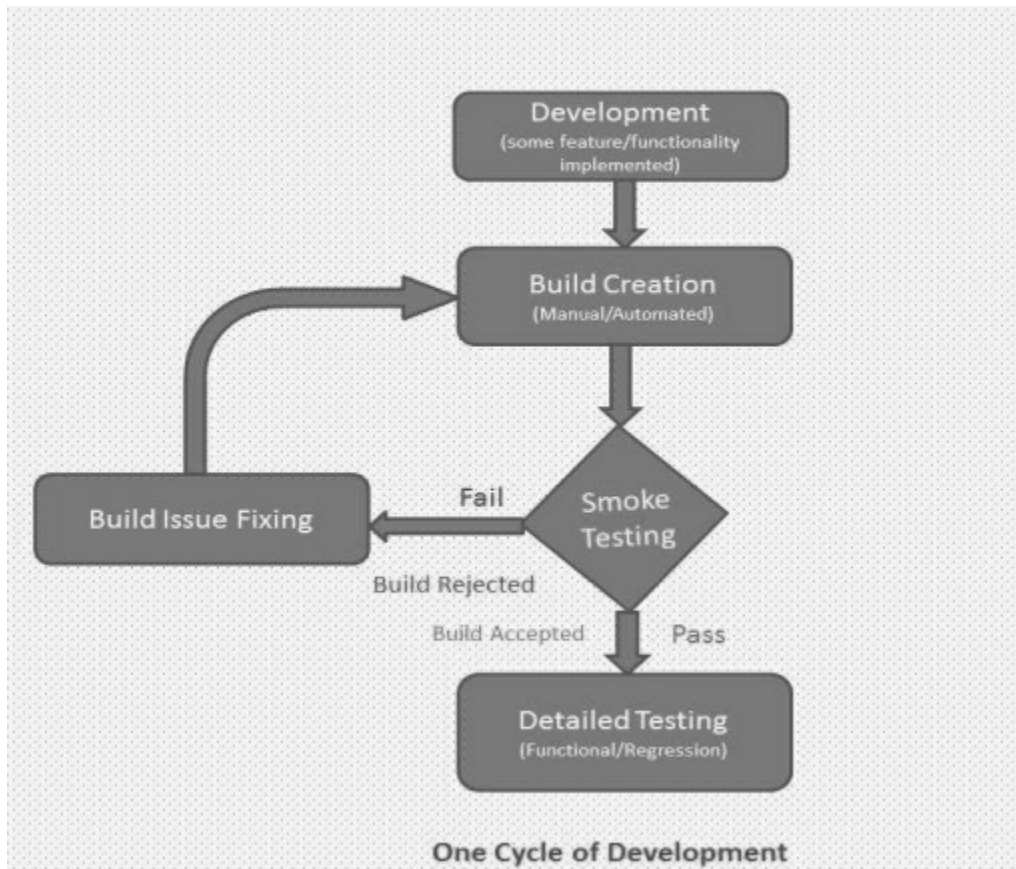 Development
(some feature/functionality
implemented)
Build Creation
(Manual/Automated)
Smoke
Testing
Fail
Build Issue Fixing
Build Rejected
Build Accepted
Pass
Detailed Testing
(Functional/Regression)
One Cycle of Development